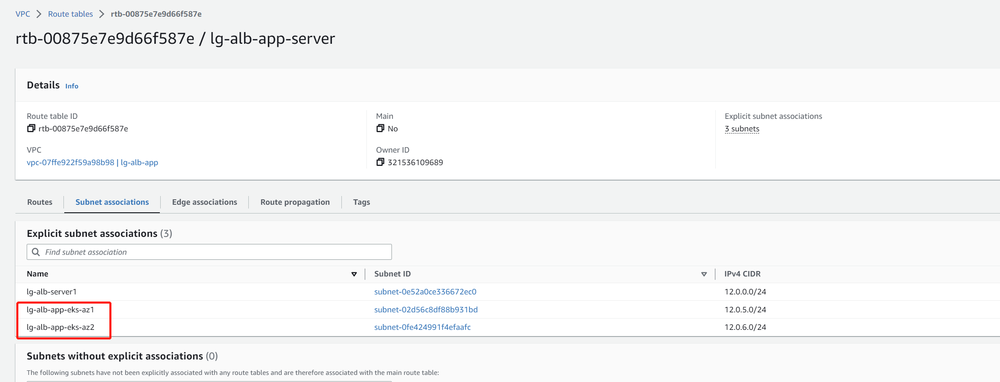 VPC > Route tables > rtb-00875e7e9d66f587e
rtb-00875e7e9d66f587e / lg-alb-app-server
Details Info
Route table ID
rtb-00875e7e9d66f587e
Main
No
Explicit subnet associations
3 subnets
VPC
vpc-07ffe922f59a98b98 | lg-alb-app
Owner ID
321536109689
Routes Subnet associations Edge associations Route propagation Tags
Explicit subnet associations (3)
Find subnet association
Name Subnet ID IPv4 CIDR
lg-alb-server1 subnet-0e52a0ce336672ec0 12.0.0.0/24
lg-alb-app-eks-az1 subnet-02d56c8df88b931bd 12.0.5.0/24
lg-alb-app-eks-az2 subnet-0fe424991f4efaafc 12.0.6.0/24
Subnets without explicit associations (0)
The following subnets have not been explicitly associated with any route tables and are therefore associated with the main route table: